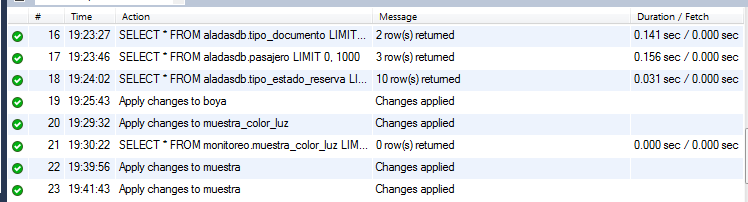 # Time Action Message Duration / Fetch
16 19:23:27 SELECT * FROM aladasdb.tipo_documento LIMIT... 2 row(s) returned 0.141 sec / 0.000 sec
17 19:23:46 SELECT * FROM aladasdb.pasajero LIMIT 0, 1000 3 row(s) returned 0.156 sec / 0.000 sec
18 19:24:02 SELECT * FROM aladasdb.tipo_estado_reserva LI... 10 row(s) returned 0.031 sec / 0.000 sec
19 19:25:43 Apply changes to boya Changes applied
20 19:29:32 Apply changes to muestra_color_luz Changes applied
21 19:30:22 SELECT * FROM monitoreo.muestra_color_luz LIM... 0 row(s) returned 0.000 sec / 0.000 sec
22 19:39:56 Apply changes to muestra Changes applied
23 19:41:43 Apply changes to muestra Changes applied